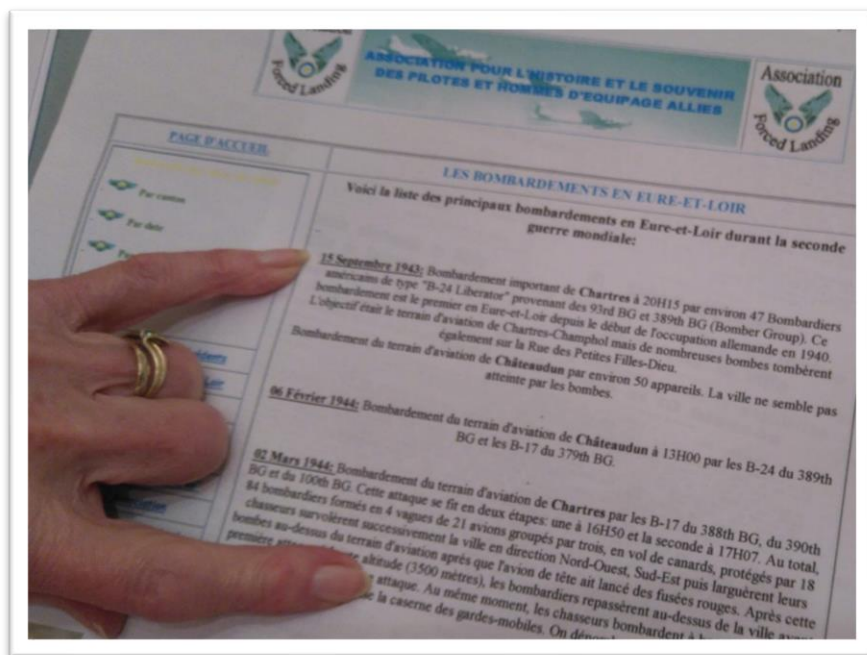 Forced Landing
ASSOCIATION POUR L'HISTOIRE ET LE SOUVENIR
DES PILOTES ET HOMMES D'EQUIPAGE ALLIES
Association
Forced Landing
PAGE D'ACCUEIL
Par canton
Par date
LES BOMBARDEMENTS EN EURE-ET-LOIR
Voici la liste des principaux bombardements en Eure-et-Loir durant la seconde
guerre mondiale:
15 Septembre 1943: Bombardement important de Chartres à 20H15 par environ 47 Bombardiers
américains de type "B-24 Liberator" provenant des 93rd BG et 389th BG (Bomber Group). Ce
bombardement est le premier en Eure-et-Loir depuis le début de l'occupation allemande en 1940.
L'objectif était le terrain d'aviation de Chartres-Champhol mais de nombreuses bombes tombèrent
également sur la Rue des Petites Filles-Dieu.
Bombardement du terrain d'aviation de Châteaudun par environ 50 appareils. La ville ne semble pas
atteinte par les bombes.
06 Février 1944: Bombardement du terrain d'aviation de Châteaudun à 13H00 par les B-24 du 389th
BG et les B-17 du 379th BG.
02 Mars 1944: Bombardement du terrain d'aviation de Chartres par les B-17 du 388th BG, du 390th
BG et du 100th BG. Cette attaque se fit en deux étapes: une à 16H50 et la seconde à 17H07. Au total,
84 bombardiers formés en 4 vagues de 21 avions groupés par trois, en vol de canards, protégés par 18
chasseurs survolèrent successivement la ville en direction Nord-Ouest, Sud-Est puis larguèrent leurs
bombes au-dessus du terrain d'aviation après que l'avion de tête ait lancé des fusées rouges. Après cette
première altitude (3500 mètres), les bombardiers repassèrent au-dessus de la ville
attaque. Au même moment, les chasseurs bombardent
la caserne des gardes-mobiles. On